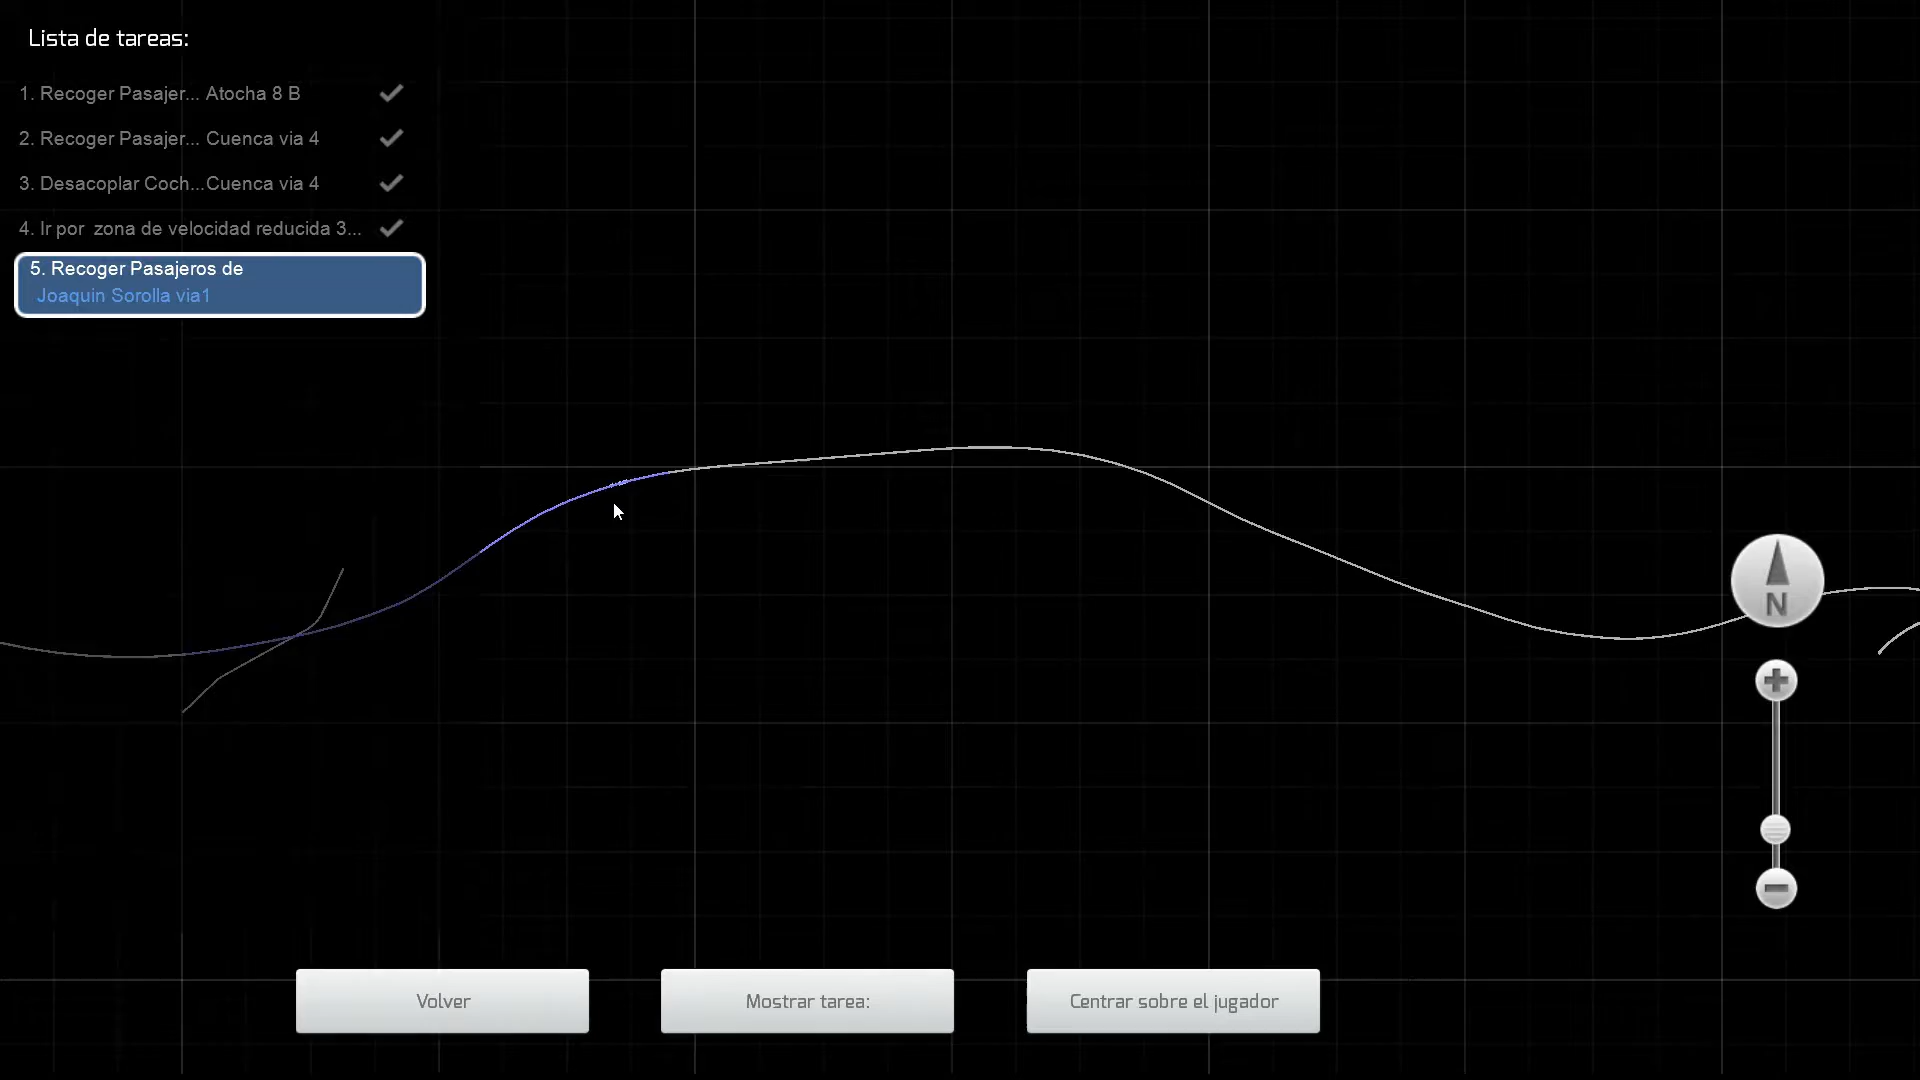 Lista de tareas:
1. Recoger Pasajer... Atocha 8 B
2. Recoger Pasajer... Cuenca via 4
3. Desacoplar Coch...Cuenca via 4
4. Ir por  zona de velocidad reducida 3...
5. Recoger Pasajeros de
Joaquin Sorolla via1
N
Volver
Mostrar tarea:
Centrar sobre el jugador